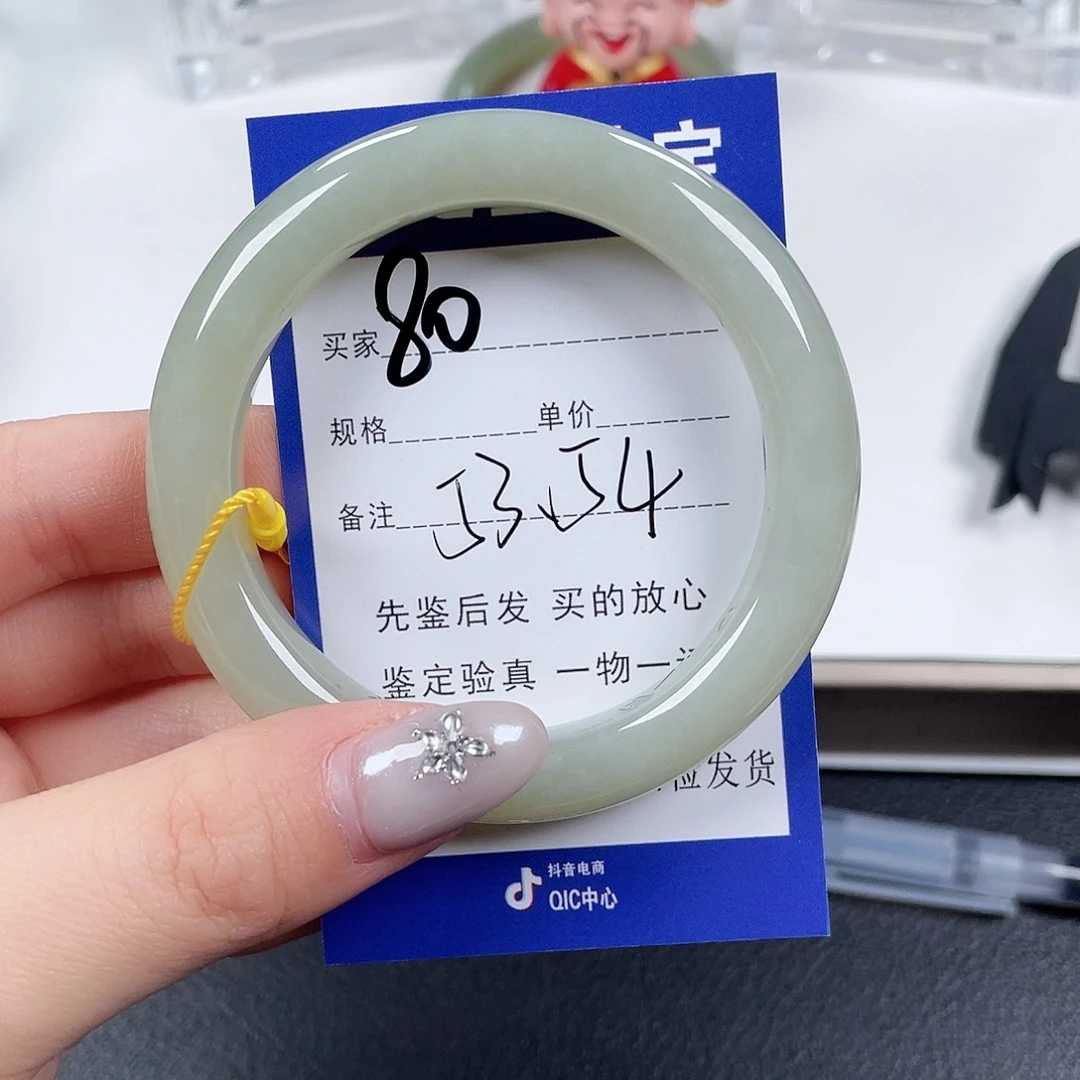 买家 80
规格 单价
备注 53.54
先鉴后发 买的放心
鉴定验真 一物一
发货
抖音电商
QIC中心